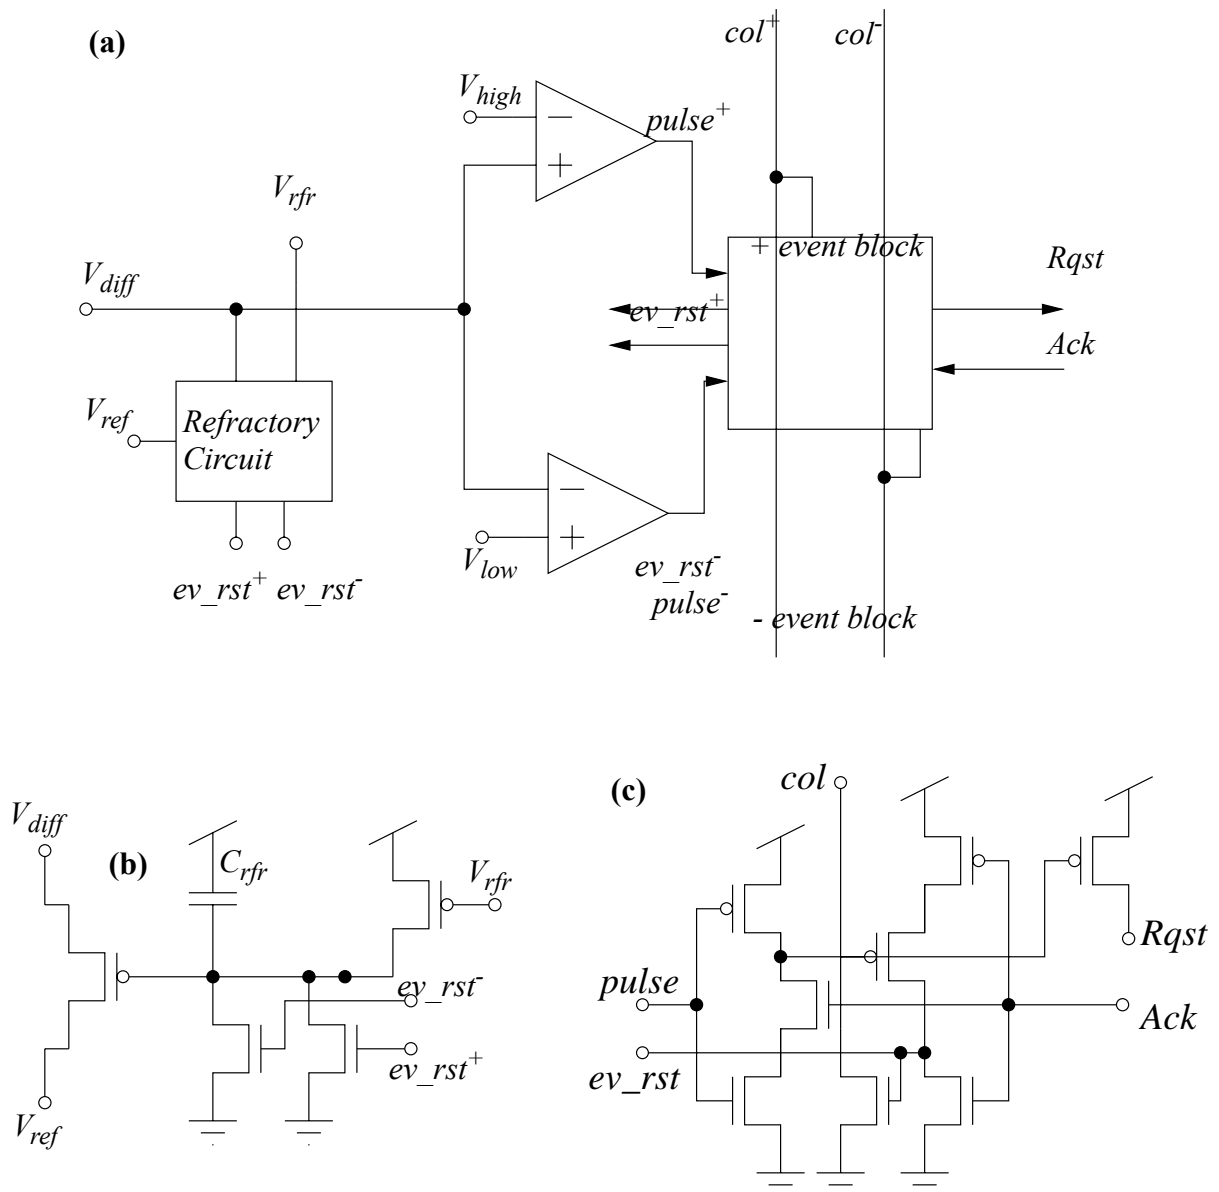 (a)
col+
col-
Vhigh
pulse+
−
+
Vrfr
+ event block
Rqst
Vdiff
ev_rst+
Ack
Vref
Refractory
Circuit
−
+
Vlow
ev_rst-
ev_rst+ ev_rst-
pulse-
- event block
(c)
col
Vdiff
(b)
Crfr
Vrfr
Rqst
pulse
ev_rst-
Ack
ev_rst+
ev_rst
Vref